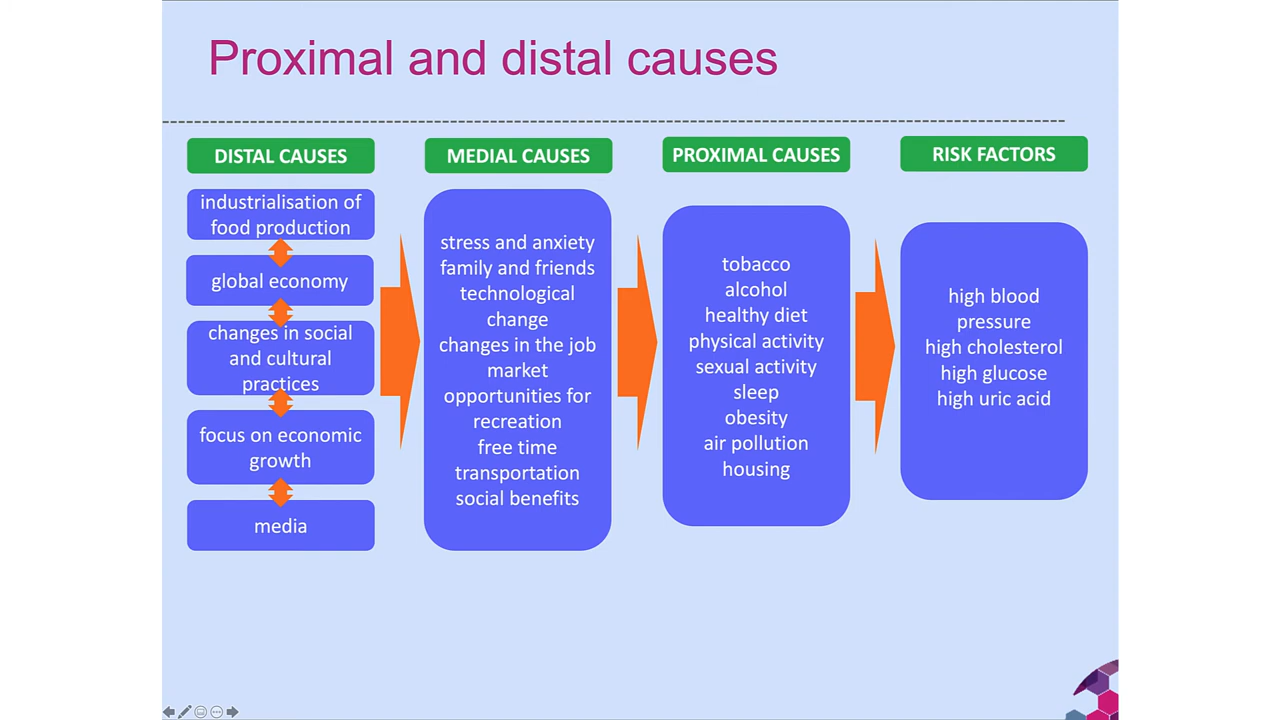 Proximal and distal causes
DISTAL CAUSES
industrialisation of
food production
global economy
changes in social
and cultural
practices
focus on economic
growth
media
MEDIAL CAUSES
stress and anxiety
family and friends
technological
change
changes in the job
market
opportunities for
recreation
free time
transportation
social benefits
PROXIMAL CAUSES
tobacco
alcohol
healthy diet
physical activity
sexual activity
sleep
obesity
air pollution
housing
RISK FACTORS
high blood
pressure
high cholesterol
high glucose
high uric acid